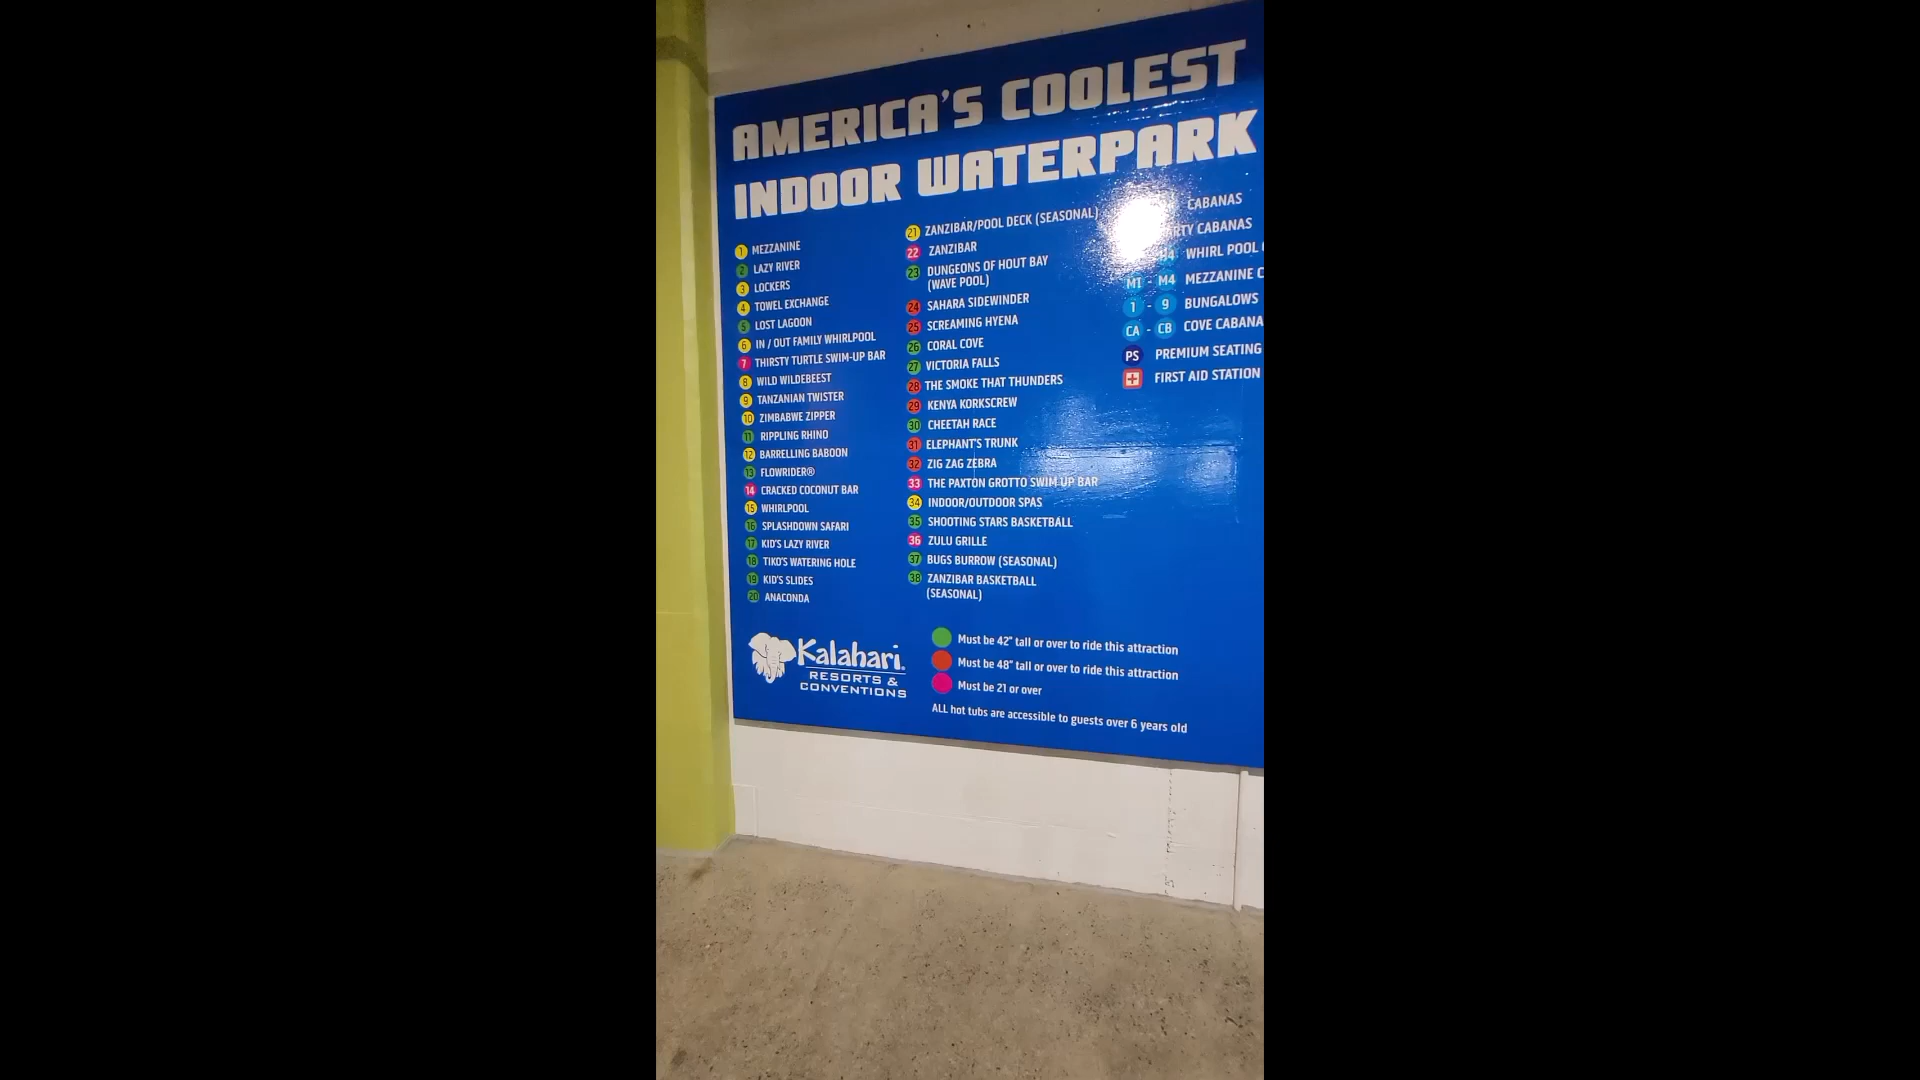 AMERICA'S COOLEST
INDOOR WATERPARK
1 MEZZANINE
2 LAZY RIVER
3 LOCKERS
4 TOWEL EXCHANGE
5 LOST LAGOON
6 IN / OUT FAMILY WHIRLPOOL
7 THIRSTY TURTLE SWIM-UP BAR
8 WILD WILDEBEEST
9 TANZANIAN TWISTER
10 ZIMBABWE ZIPPER
11 RIPPLING RHINO
12 BARRELLING BABOON
13 FLOWRIDER®
14 CRACKED COCONUT BAR
15 WHIRLPOOL
16 SPLASHDOWN SAFARI
17 KID'S LAZY RIVER
18 TIKO'S WATERING HOLE
19 KID'S SLIDES
20 ANACONDA
21 ZANZIBAR/POOL DECK (SEASONAL)
22 ZANZIBAR
23 DUNGEONS OF HOUT BAY
(WAVE POOL)
24 SAHARA SIDEWINDER
25 SCREAMING HYENA
26 CORAL COVE
27 VICTORIA FALLS
28 THE SMOKE THAT THUNDERS
29 KENYA KORKSCREW
30 CHEETAH RACE
31 ELEPHANT'S TRUNK
32 ZIG ZAG ZEBRA
33 THE PAXTON GROTTO SWIM UP BAR
34 INDOOR/OUTDOOR SPAS
35 SHOOTING STARS BASKETBALL
36 ZULU GRILLE
37 BUGS BURROW (SEASONAL)
38 ZANZIBAR BASKETBALL
(SEASONAL)
CABANAS
CABANAS
WHIRL POOL
M1 - M4 MEZZANINE
1 - 9 BUNGALOWS
CA - CB COVE CABANA
PS PREMIUM SEATING
FIRST AID STATION
Kalahari.
RESORTS &
CONVENTIONS
Must be 42" tall or over to ride this attraction
Must be 48" tall or over to ride this attraction
Must be 21 or over
ALL hot tubs are accessible to guests over 6 years old